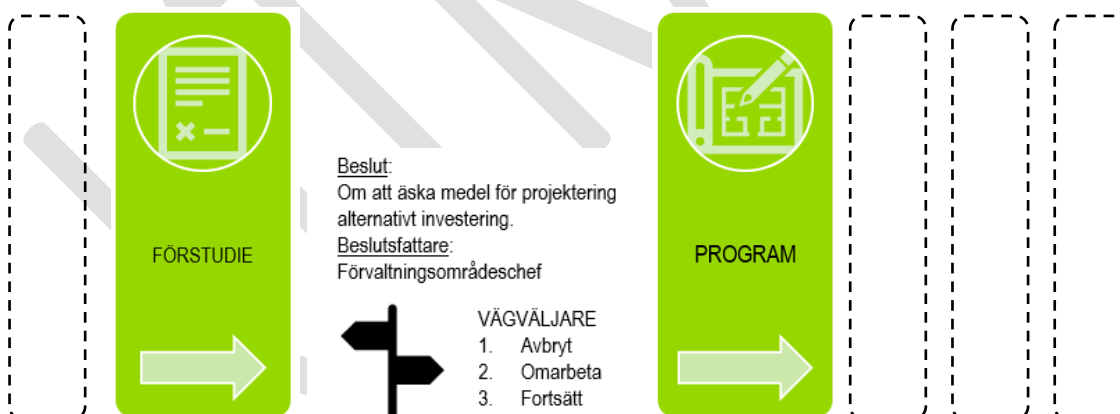 FÖRSTUDIE
Beslut:
Om att äska medel för projektering
alternativt investering.
Beslutsfattare:
Förvaltningsområdeschef
VÄGVÄLJARE
1. Avbryt
2. Omarbeta
3. Fortsätt
PROGRAM